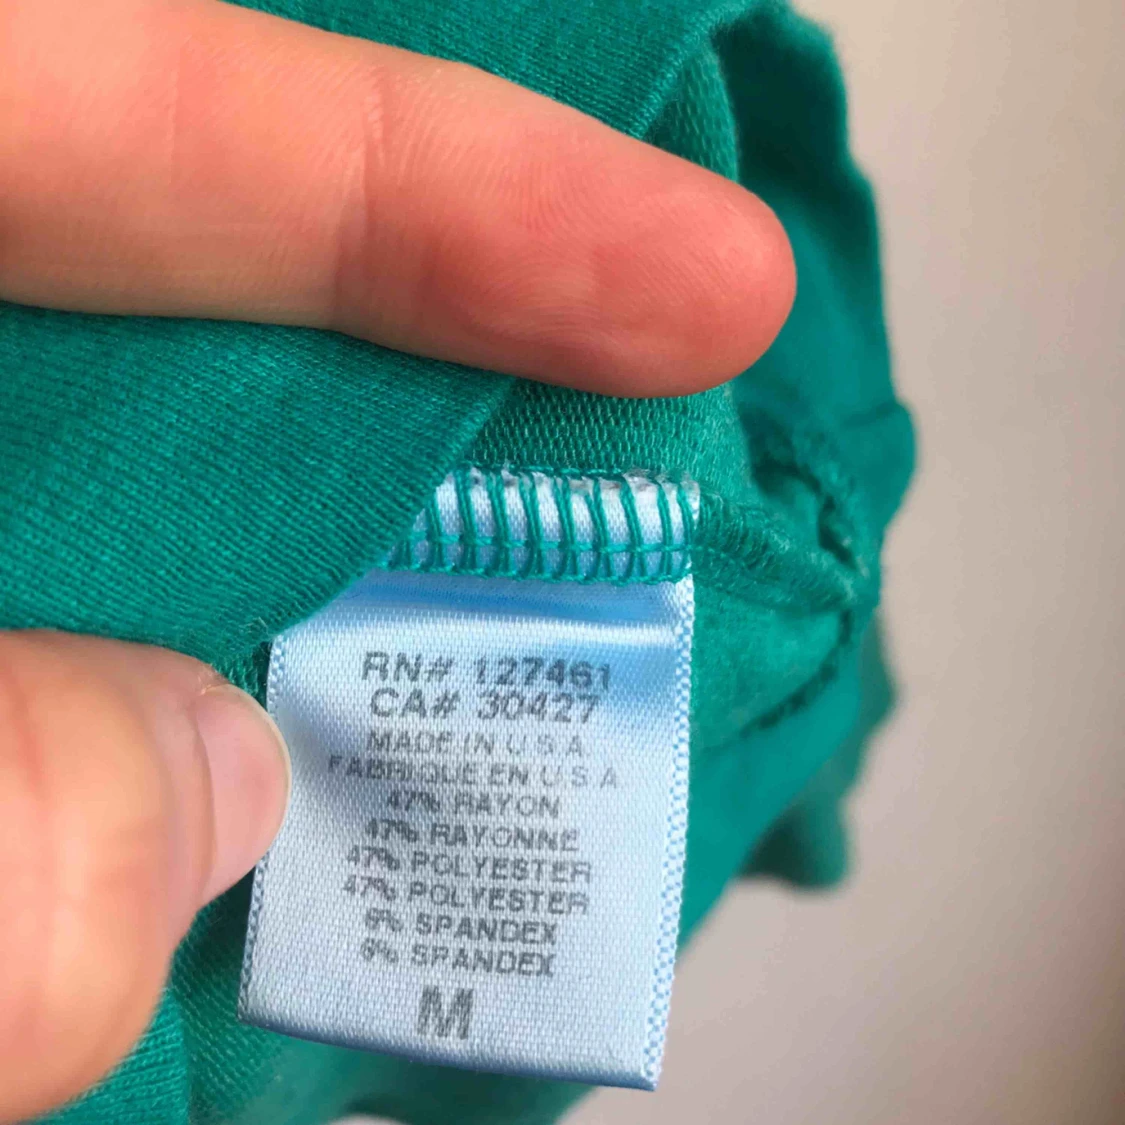 RN# 127461
CA# 30427
MADE IN U S A
FABRIQUE EN U S A
47% RAYON
47% RAYONNE
47% POLYESTER
47% POLYESTER
6% SPANDEX
6% SPANDEX
M